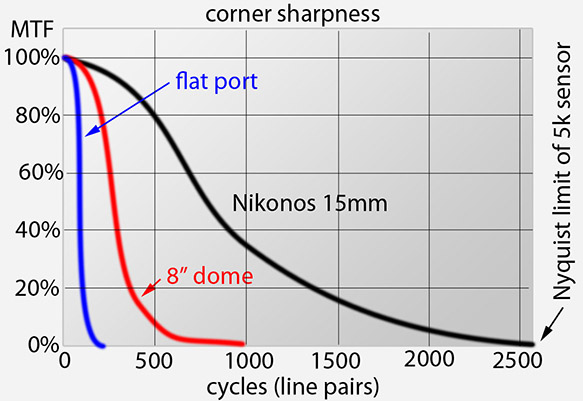 corner sharpness
MTF
100%
80%
60%
40%
20%
0%
flat port
Nikonos 15mm
8” dome
0
500
1000
1500
2000
2500
cycles (line pairs)
Nyquist limit of 5k sensor